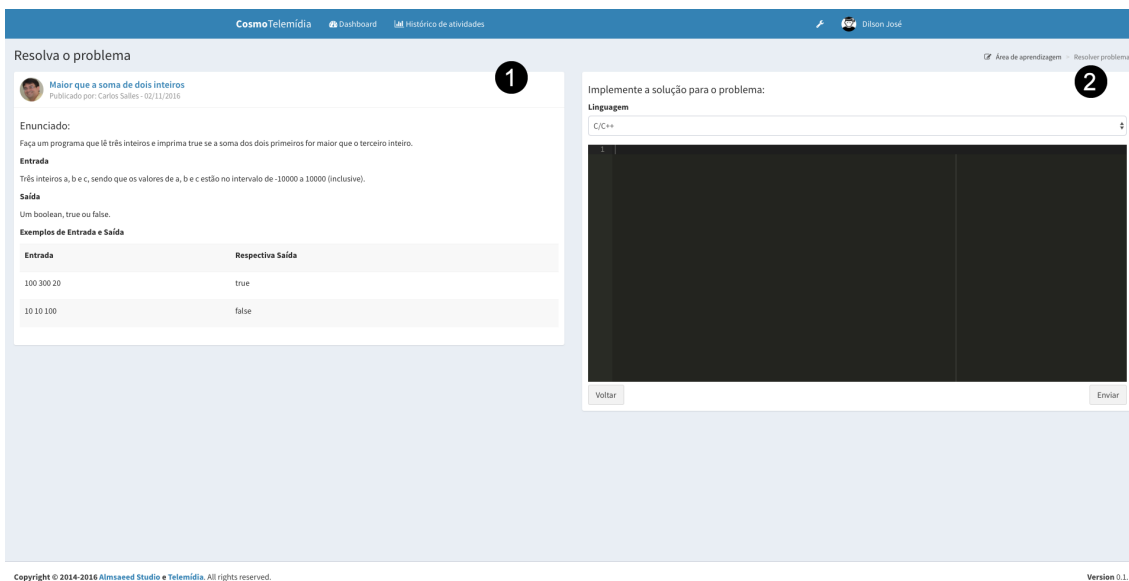 CosmoTelemídia Dashboard Histórico de atividades Dilson José
Resolva o problema
Área de aprendizagem > Resolver problema
1
Maior que a soma de dois inteiros
Publicado por: Carlos Salles - 02/11/2016
Enunciado:
Faça um programa que lê três inteiros e imprima true se a soma dos dois primeiros for maior que o terceiro inteiro.
Entrada
Três inteiros a, b e c, sendo que os valores de a, b e c estão no intervalo de -10000 a 10000 (inclusive).
Saída
Um boolean, true ou false.
Exemplos de Entrada e Saída
Entrada Respectiva Saída
100 300 20 true
10 10 100 false
2
Implemente a solução para o problema:
Linguagem
C/C++
1
Voltar Enviar
Copyright © 2014-2016 Almsaeed Studio e Telemídia. All rights reserved. Version 0.1.